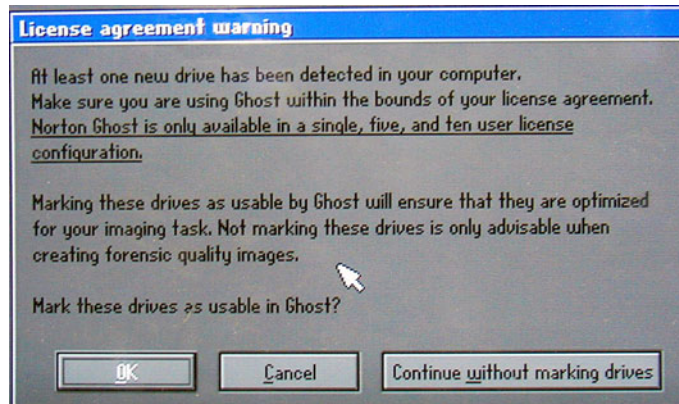 License agreement warning
At least one new drive has been detected in your computer.
Make sure you are using Ghost within the bounds of your license agreement.
Norton Ghost is only available in a single, five, and ten user license
configuration.
Marking these drives as usable by Ghost will ensure that they are optimized
for your imaging task. Not marking these drives is only advisable when
creating forensic quality images.
Mark these drives as usable in Ghost?
OK
Cancel
Continue without marking drives